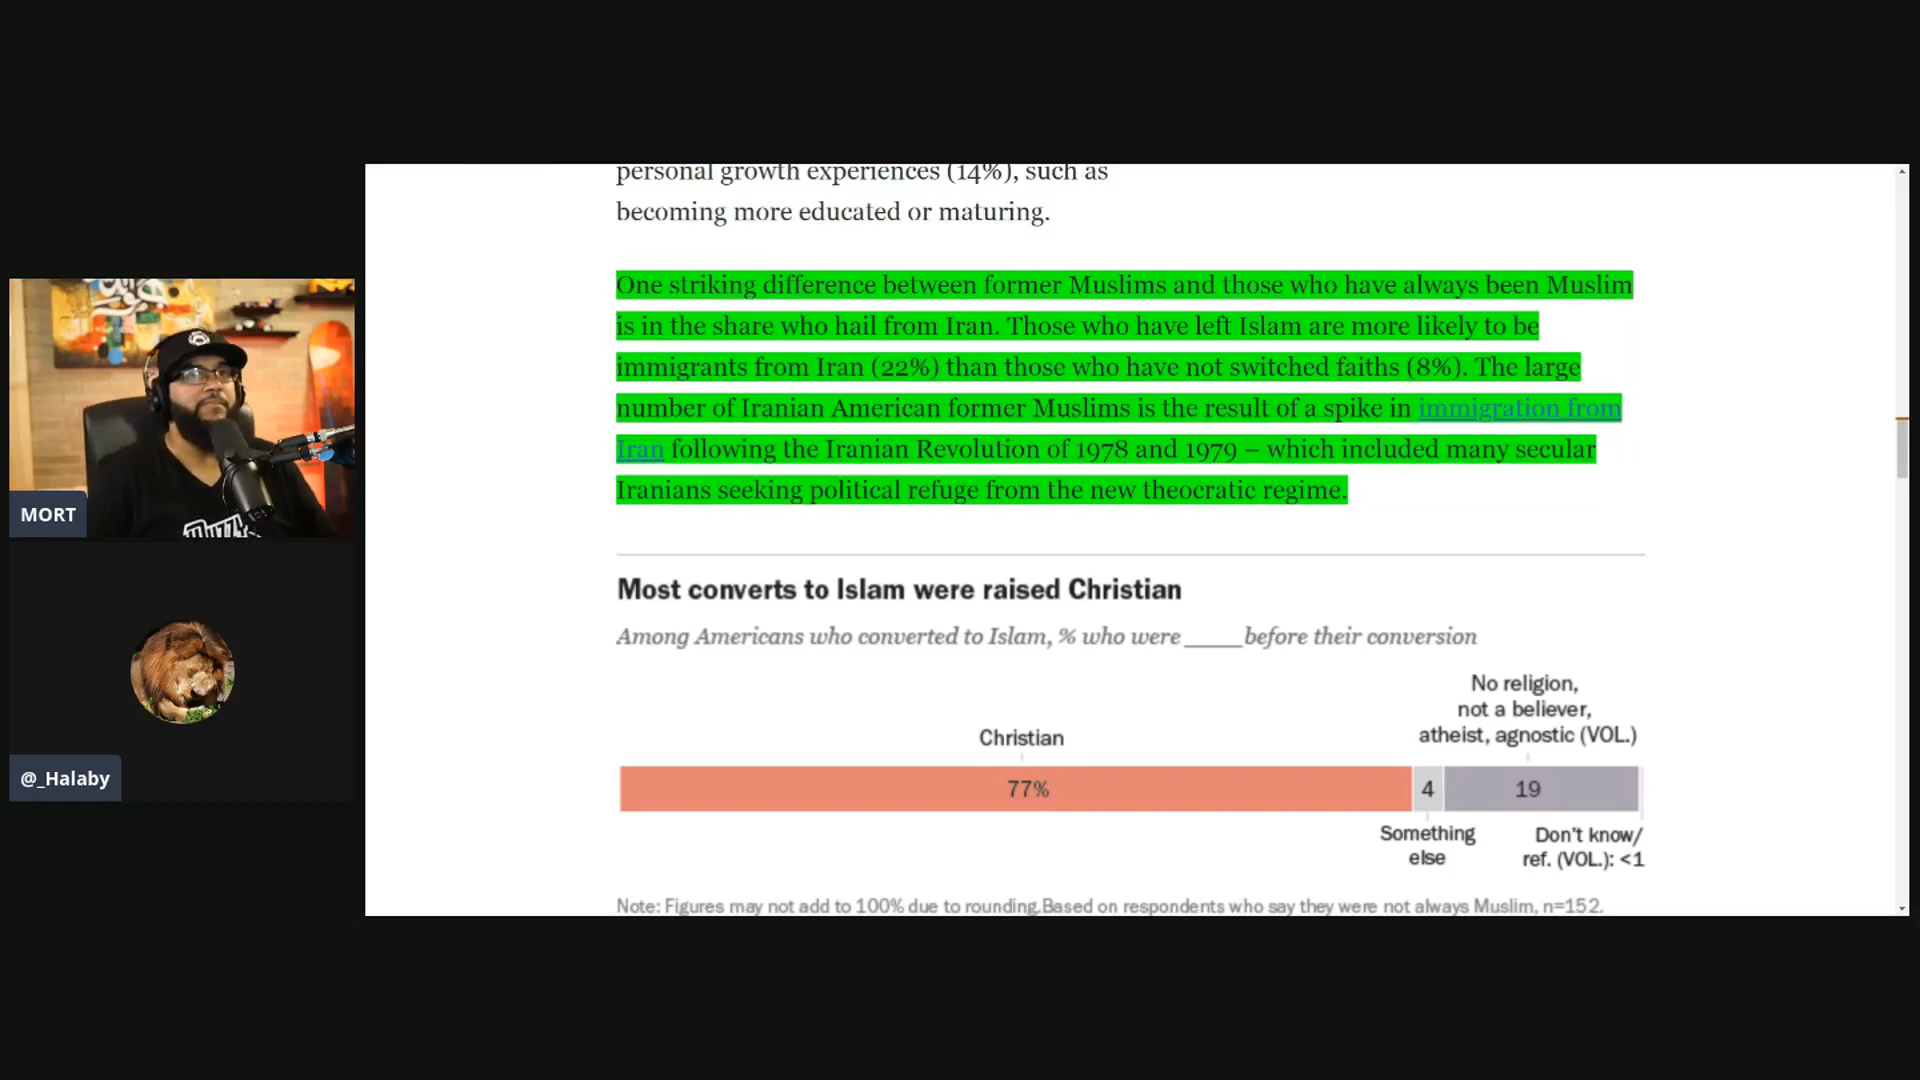 personal growth experiences (14%), such as
becoming more educated or maturing.
One striking difference between former Muslims and those who have always been Muslim
is in the share who hail from Iran. Those who have left Islam are more likely to be
immigrants from Iran (22%) than those who have not switched faiths (8%). The large
number of Iranian American former Muslims is the result of a spike in immigration from
Iran following the Iranian Revolution of 1978 and 1979 – which included many secular
Iranians seeking political refuge from the new theocratic regime.
Most converts to Islam were raised Christian
Among Americans who converted to Islam, % who were _____ before their conversion
No religion,
not a believer,
atheist, agnostic (VOL.)
Christian
77%
4
19
Something
else
Don't know/
ref. (VOL.): <1
Note: Figures may not add to 100% due to rounding.Based on respondents who say they were not always Muslim, n=152.
MORT
@_Halaby